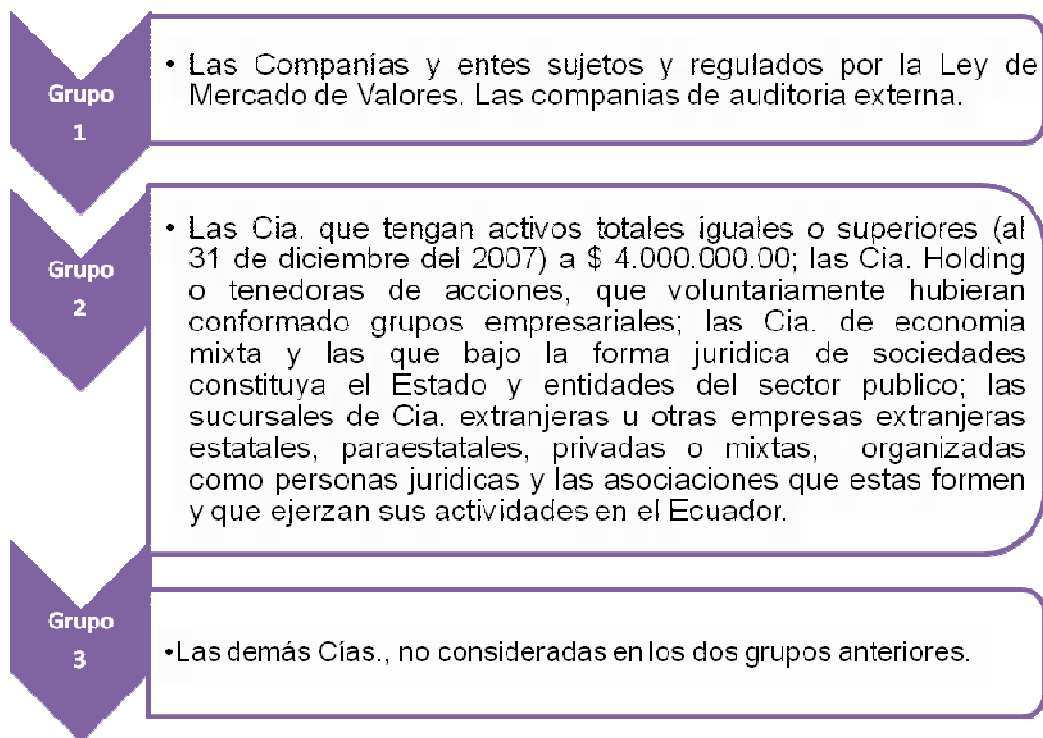 Grupo
1
• Las Companías y entes sujetos y regulados por la Ley de
Mercado de Valores. Las companias de auditoria externa.
Grupo
2
• Las Cia. que tengan activos totales iguales o superiores (al
31 de diciembre del 2007) a $ 4.000.000.00; las Cia. Holding
o tenedoras de acciones, que voluntariamente hubieran
conformado grupos empresariales; las Cia. de economia
mixta y las que bajo la forma juridica de sociedades
constituya el Estado y entidades del sector publico; las
sucursales de Cia. extranjeras u otras empresas extranjeras
estatales, paraestatales, privadas o mixtas, organizadas
como personas juridicas y las asociaciones que estas formen
y que ejerzan sus actividades en el Ecuador.
Grupo
3
•Las demás Cías., no consideradas en los dos grupos anteriores.